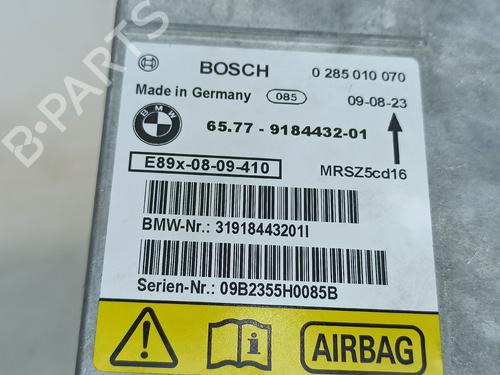 BOSCH 0 285 010 070
Made in Germany 085 09-08-23
BMW
65.77 - 9184432-01
E89x-08-09-410
MRSZ5cd16
BMW-Nr.: 31918443201I
Serien-Nr.: 09B2355H0085B
AIRBAG
B-PARTS